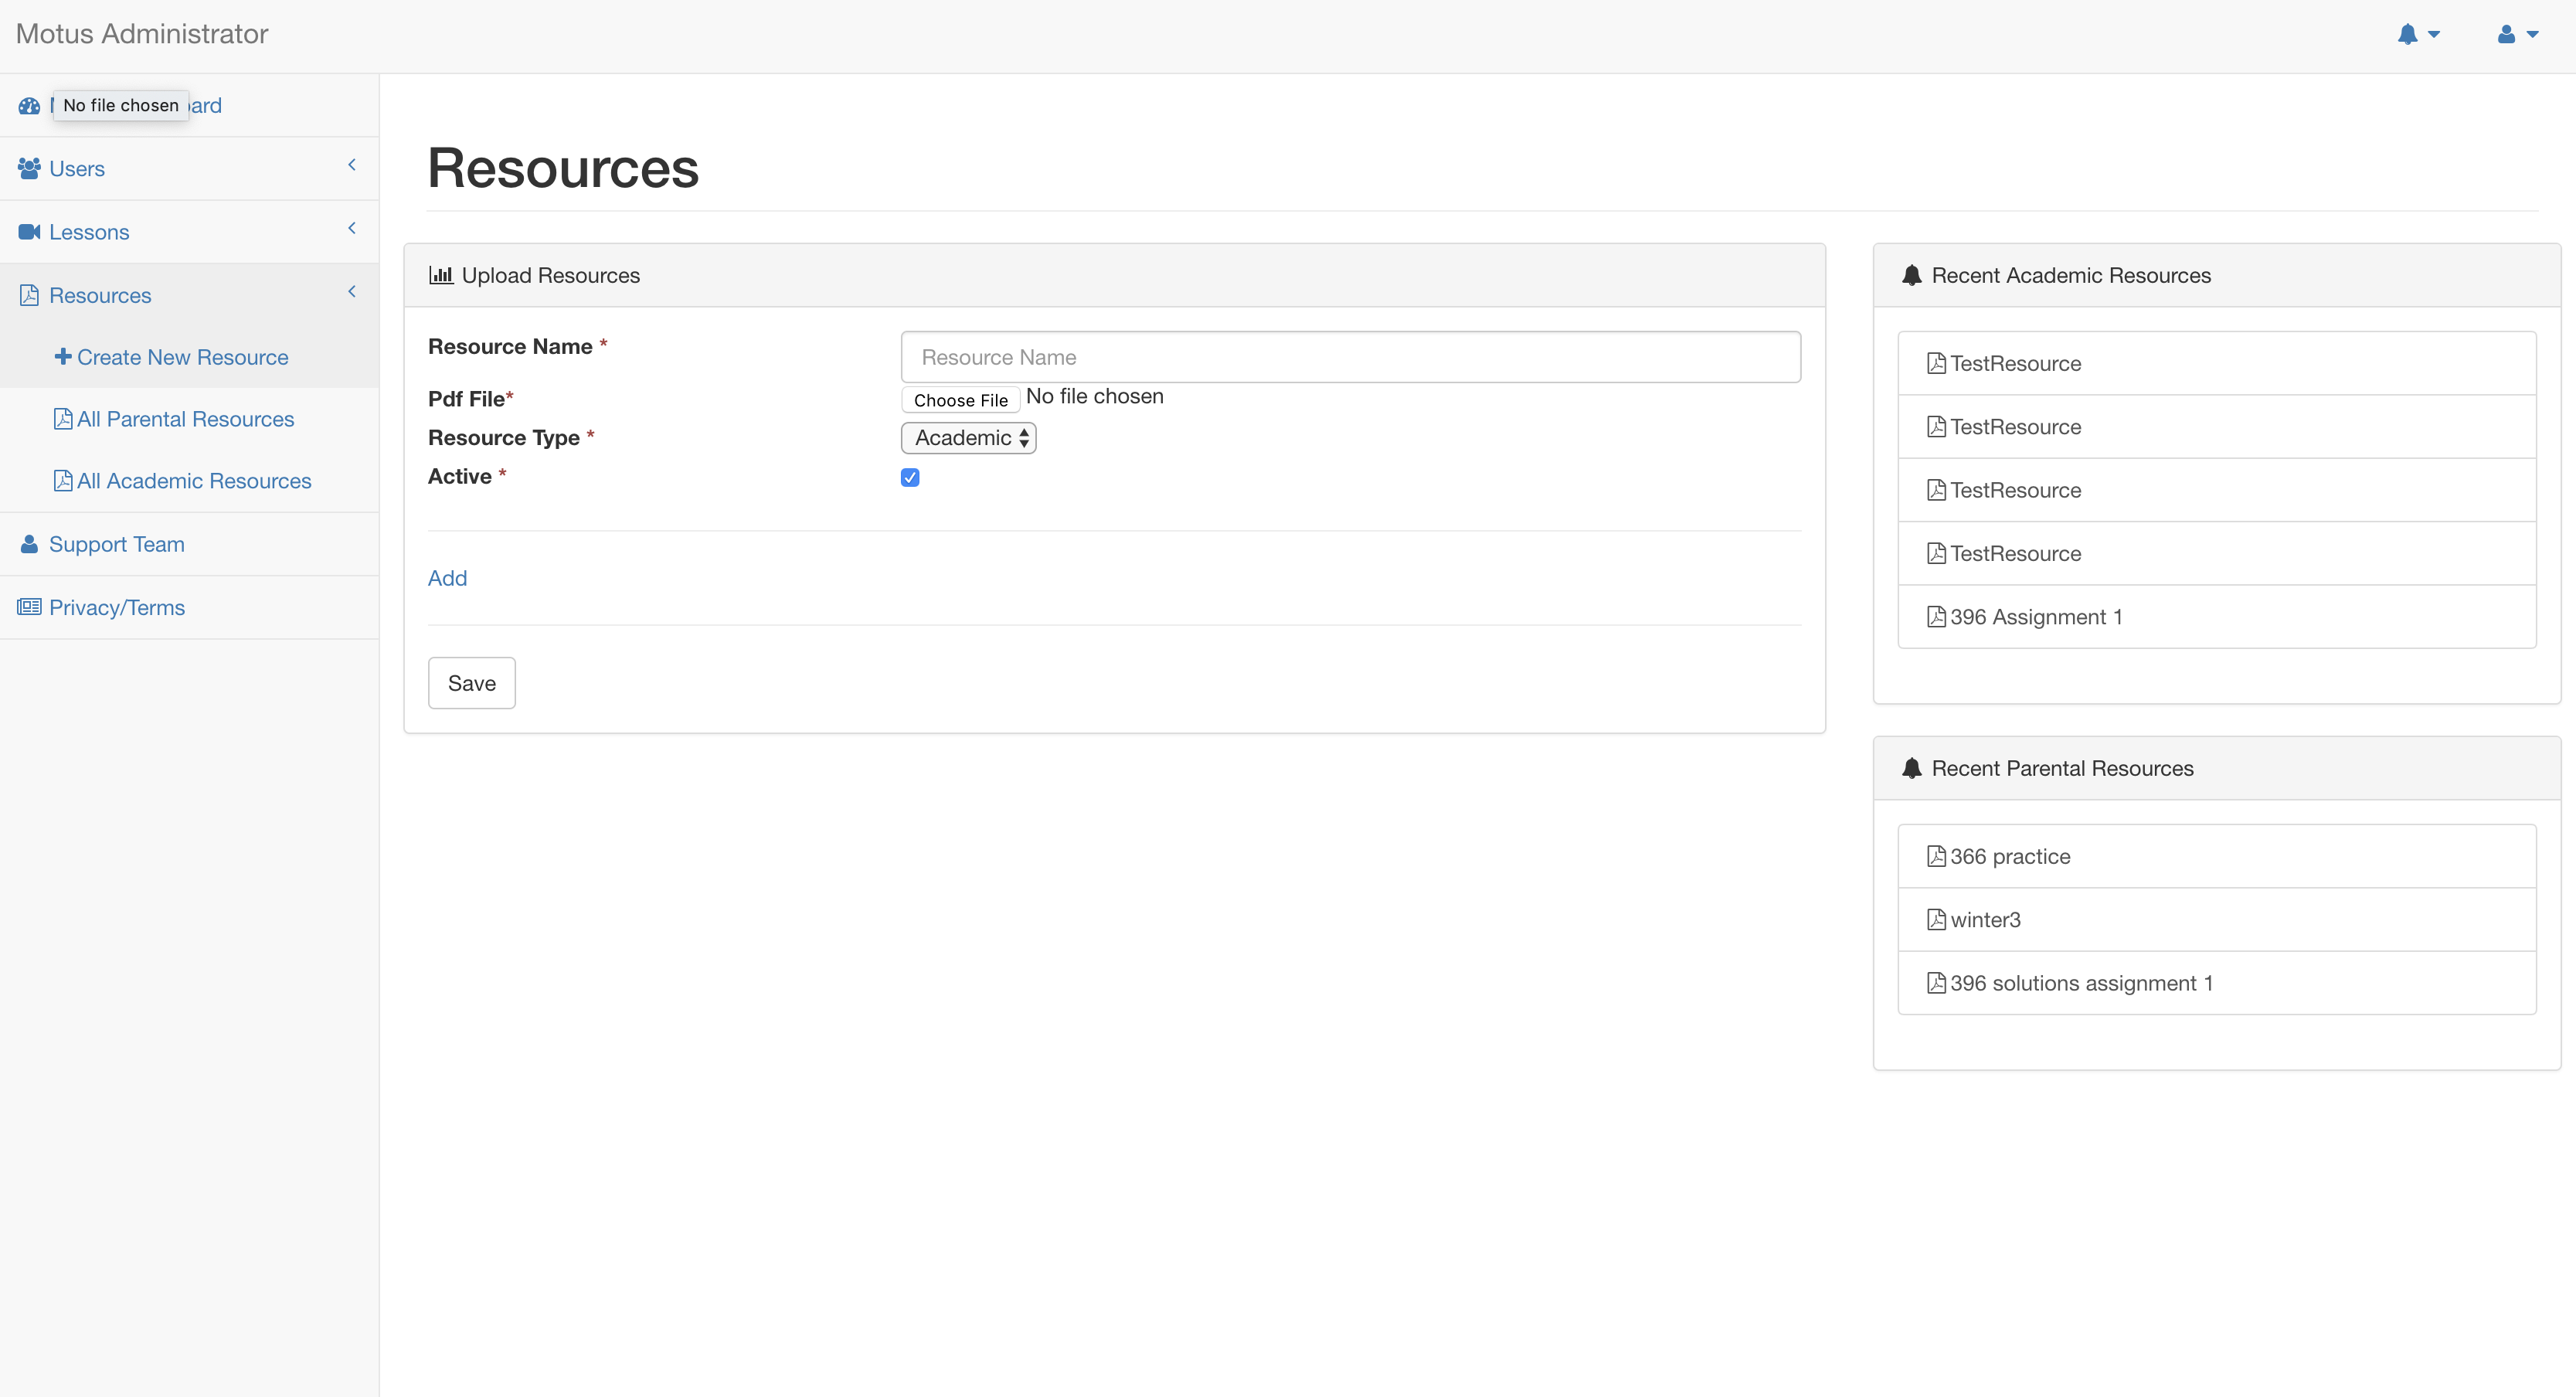 Motus Administrator
No file chosen
ard
Users
Lessons
Resources
Create New Resource
All Parental Resources
All Academic Resources
Support Team
Privacy/Terms
Resources
Upload Resources
Resource Name *
Resource Name
Pdf File*
Choose File No file chosen
Resource Type *
Academic
Active *
Add
Save
Recent Academic Resources
TestResource
TestResource
TestResource
TestResource
396 Assignment 1
Recent Parental Resources
366 practice
winter3
396 solutions assignment 1